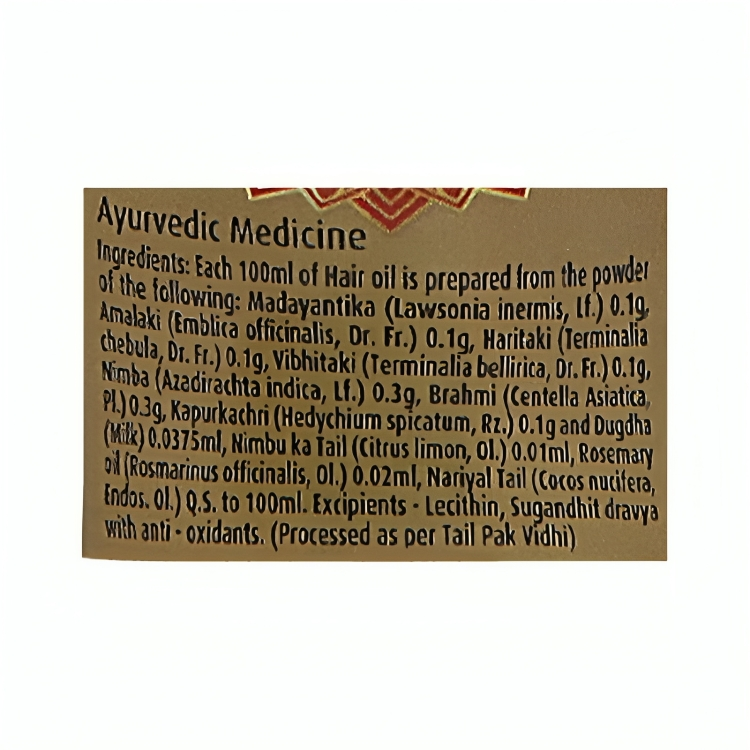 Ayurvedic Medicine
Ingredients: Each 100ml of Hair oil is prepared from the powder
of the following: Madayantika (Lawsonia inermis, Lf.) 0.1g,
Amalaki (Emblica officinalis, Dr. Fr.) 0.1g, Haritaki (Terminalia
chebula, Dr. Fr.) 0.1g, Vibhitaki (Terminalia bellirica, Dr. Fr.) 0.1g,
Nimba (Azadirachta indica, Lf.) 0.3g, Brahmi (Centella Asiatica,
Pl.) 0.3g, Kapurkachri (Hedychium spicatum, Rz.) 0.1g and Dugdha
(Milk) 0.0375ml, Nimbu ka Tail (Citrus limon, Ol.) 0.01ml, Rosemary
oil (Rosmarinus officinalis, Ol.) 0.02ml, Nariyal Tail (Cocos nucifera,
Endos. Ol.) Q.S. to 100ml. Excipients - Lecithin, Sugandhit dravya
with anti - oxidants. (Processed as per Tail Pak Vidhi)